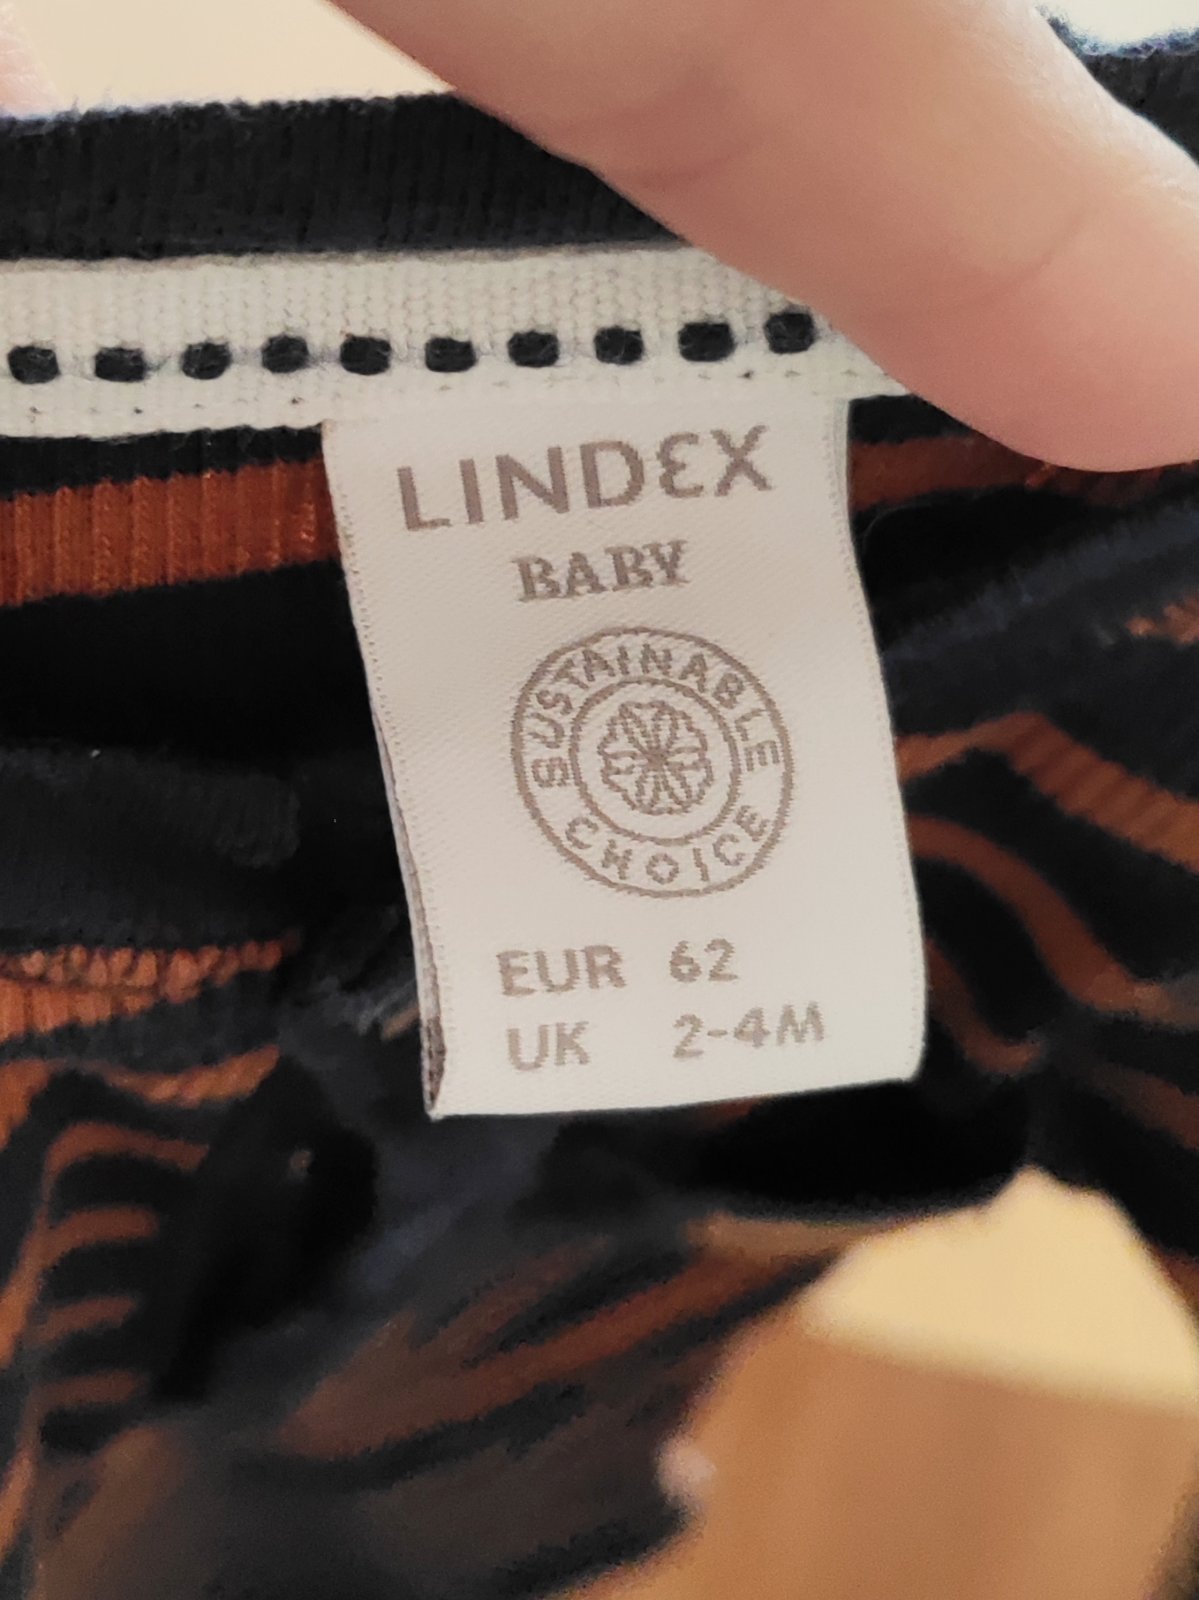 LINDEX
BABY
SUSTAINABLE
CHOICE
EUR 62
UK 2-4M